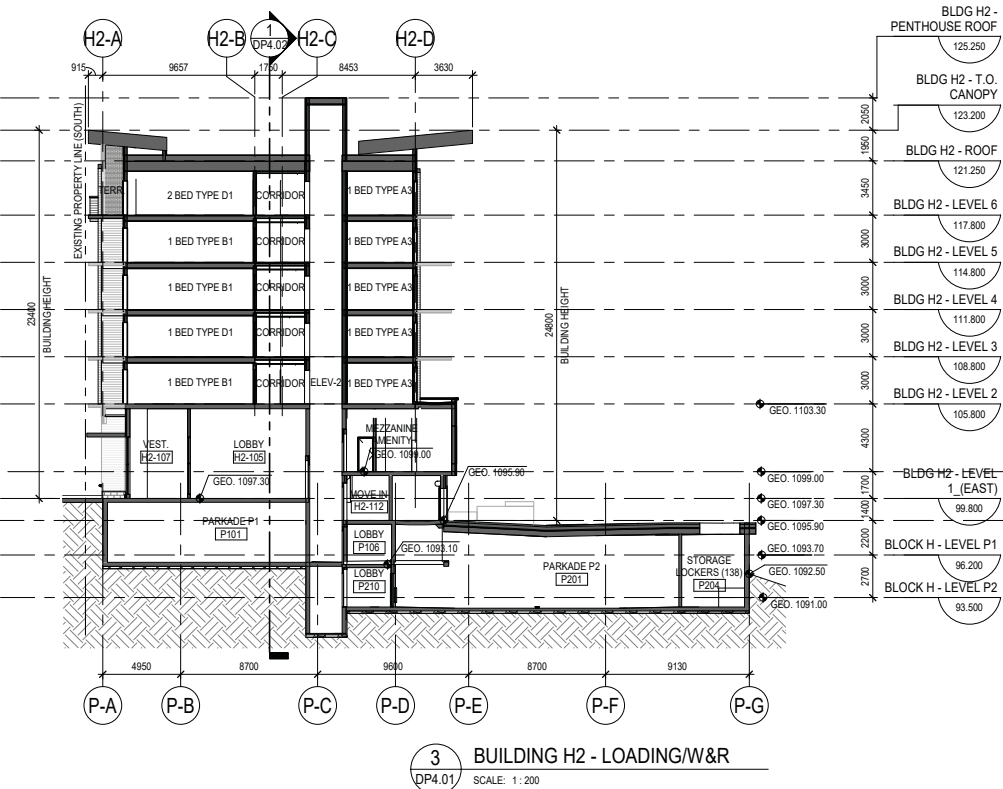 H2-A
H2-B
1
DP4.02
H2-C
H2-D
915
9657
1750
8453
3630
BLDG H2 -
PENTHOUSE ROOF
125.250
BLDG H2 - T.O.
CANOPY
123.200
BLDG H2 - ROOF
121.250
BLDG H2 - LEVEL 6
117.800
BLDG H2 - LEVEL 5
114.800
BLDG H2 - LEVEL 4
111.800
BLDG H2 - LEVEL 3
108.800
BLDG H2 - LEVEL 2
105.800
BLDG H2 - LEVEL
1_(EAST)
99.800
BLOCK H - LEVEL P1
96.200
BLOCK H - LEVEL P2
93.500
2050
1950
3450
3000
3000
3000
3000
4300
1700
1400
2200
2700
EXISTING PROPERTY LINE (SOUTH)
23400
BUILDING HEIGHT
24800
BUILDING HEIGHT
TERR.
2 BED TYPE D1
CORRIDOR
1 BED TYPE A3
1 BED TYPE B1
CORRIDOR
1 BED TYPE A3
1 BED TYPE B1
CORRIDOR
1 BED TYPE A3
1 BED TYPE D1
CORRIDOR
1 BED TYPE A3
1 BED TYPE B1
CORRIDOR
ELEV-2
1 BED TYPE A3
VEST.
H2-107
LOBBY
H2-105
MEZZANINE
AMENITY
GEO. 1099.00
GEO. 1097.30
GEO. 1095.90
MOVE IN
H2-112
PARKADE P1
P101
LOBBY
P106
GEO. 1093.10
LOBBY
P210
PARKADE P2
P201
STORAGE
LOCKERS (138)
P204
GEO. 1103.30
GEO. 1099.00
GEO. 1097.30
GEO. 1095.90
GEO. 1093.70
GEO. 1092.50
GEO. 1091.00
4950
8700
9600
8700
9130
P-A
P-B
P-C
P-D
P-E
P-F
P-G
3
DP4.01
BUILDING H2 - LOADING/W&R
SCALE: 1 : 200